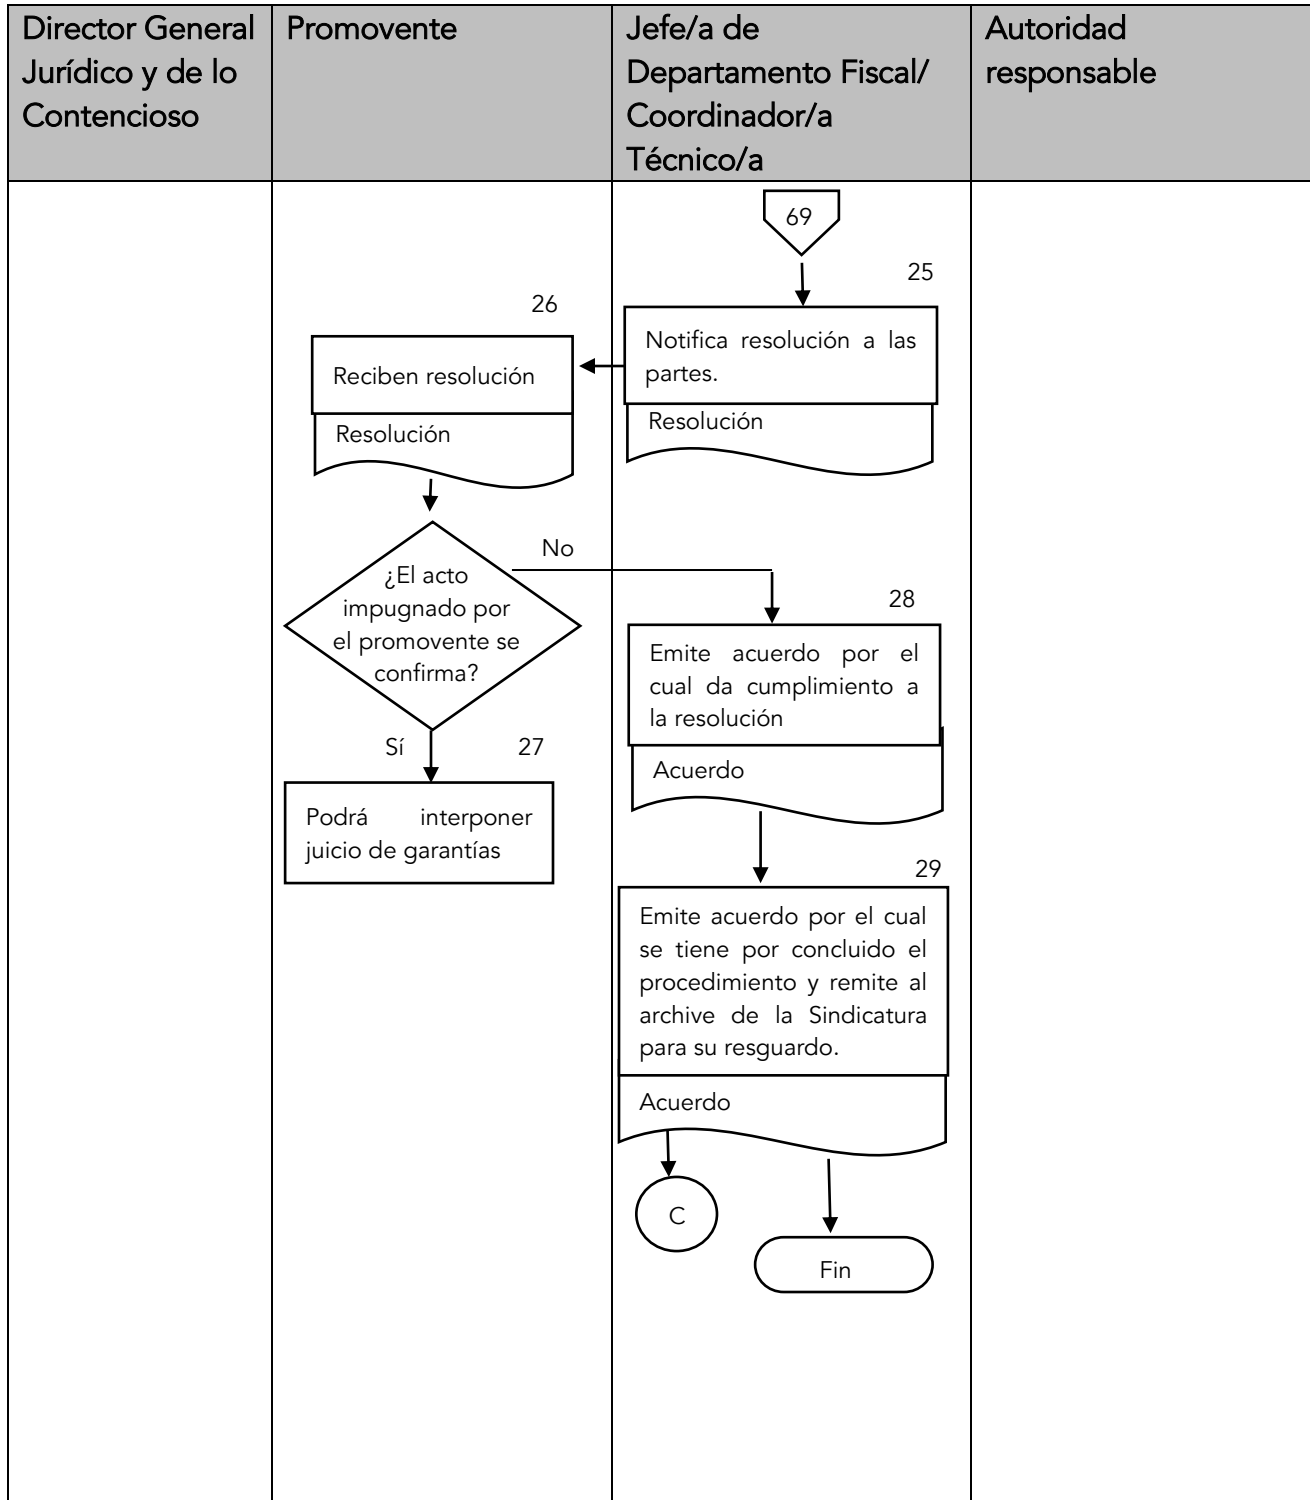 Director General
Jurídico y de lo
Contencioso
Promovente
Jefe/a de
Departamento Fiscal/
Coordinador/a
Técnico/a
Autoridad
responsable
69
25
Notifica resolución a las
partes.
Resolución
26
Reciben resolución
Resolución
¿El acto
impugnado por
el promovente se
confirma?
No
Sí
27
Podrá interponer
juicio de garantías
28
Emite acuerdo por el
cual da cumplimiento a
la resolución
Acuerdo
29
Emite acuerdo por el cual
se tiene por concluido el
procedimiento y remite al
archive de la Sindicatura
para su resguardo.
Acuerdo
C
Fin